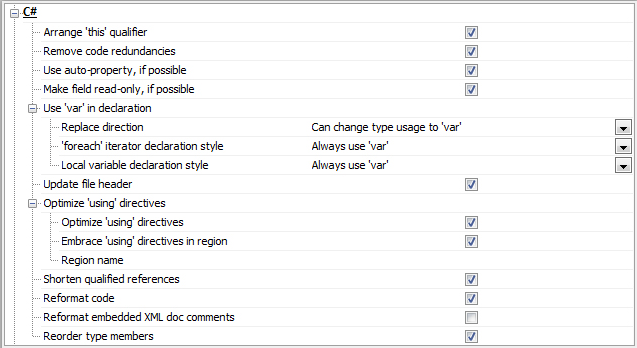 C#
Arrange 'this' qualifier
Remove code redundancies
Use auto-property, if possible
Make field read-only, if possible
Use 'var' in declaration
Replace direction Can change type usage to 'var'
'foreach' iterator declaration style Always use 'var'
Local variable declaration style Always use 'var'
Update file header
Optimize 'using' directives
Optimize 'using' directives
Embrace 'using' directives in region
Region name
Shorten qualified references
Reformat code
Reformat embedded XML doc comments
Reorder type members